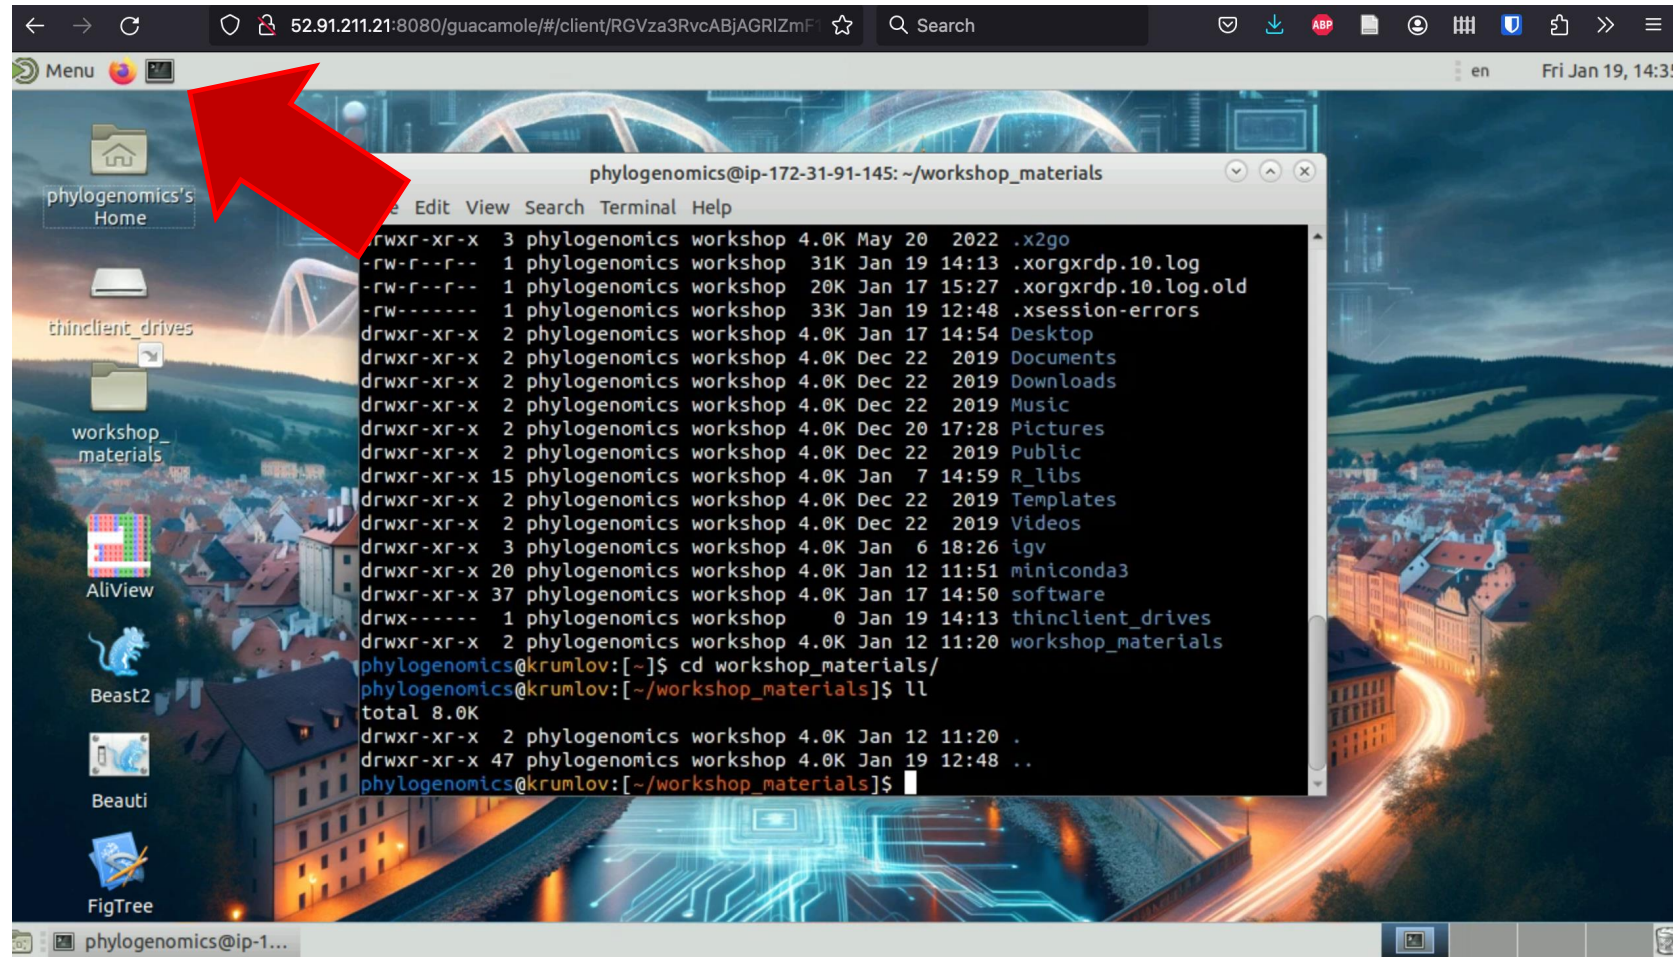 52.91.211.21:8080/guacamole/#/client/RGVza3RvcABjAGRlZmF1
Search
ABP
Menu
en
Fri Jan 19, 14:35
phylogenomics's
Home
thinclient_drives
workshop_
materials
AliView
Beast2
Beauti
FigTree
phylogenomics@ip-172-31-91-145: ~/workshop_materials
Edit View Search Terminal Help
drwxr-xr-x 3 phylogenomics workshop 4.0K May 20 2022 .x2go
-rw-r--r-- 1 phylogenomics workshop 31K Jan 19 14:13 .xorgxrdp.10.log
-rw-r--r-- 1 phylogenomics workshop 20K Jan 17 15:27 .xorgxrdp.10.log.old
-rw------- 1 phylogenomics workshop 33K Jan 19 12:48 .xsession-errors
drwxr-xr-x 2 phylogenomics workshop 4.0K Jan 17 14:54 Desktop
drwxr-xr-x 2 phylogenomics workshop 4.0K Dec 22 2019 Documents
drwxr-xr-x 2 phylogenomics workshop 4.0K Dec 22 2019 Downloads
drwxr-xr-x 2 phylogenomics workshop 4.0K Dec 22 2019 Music
drwxr-xr-x 2 phylogenomics workshop 4.0K Dec 20 17:28 Pictures
drwxr-xr-x 2 phylogenomics workshop 4.0K Dec 22 2019 Public
drwxr-xr-x 15 phylogenomics workshop 4.0K Jan 7 14:59 R_libs
drwxr-xr-x 2 phylogenomics workshop 4.0K Dec 22 2019 Templates
drwxr-xr-x 2 phylogenomics workshop 4.0K Dec 22 2019 Videos
drwxr-xr-x 3 phylogenomics workshop 4.0K Jan 6 18:26 igv
drwxr-xr-x 20 phylogenomics workshop 4.0K Jan 12 11:51 miniconda3
drwxr-xr-x 37 phylogenomics workshop 4.0K Jan 17 14:50 software
drwx------ 1 phylogenomics workshop 0 Jan 19 14:13 thinclient_drives
drwxr-xr-x 2 phylogenomics workshop 4.0K Jan 12 11:20 workshop_materials
phylogenomics@krumlov:[~]$ cd workshop_materials/
phylogenomics@krumlov:[~/workshop_materials]$ ll
total 8.0K
drwxr-xr-x 2 phylogenomics workshop 4.0K Jan 12 11:20 .
drwxr-xr-x 47 phylogenomics workshop 4.0K Jan 19 12:48 ..
phylogenomics@krumlov:[~/workshop_materials]$
phylogenomics@ip-1...